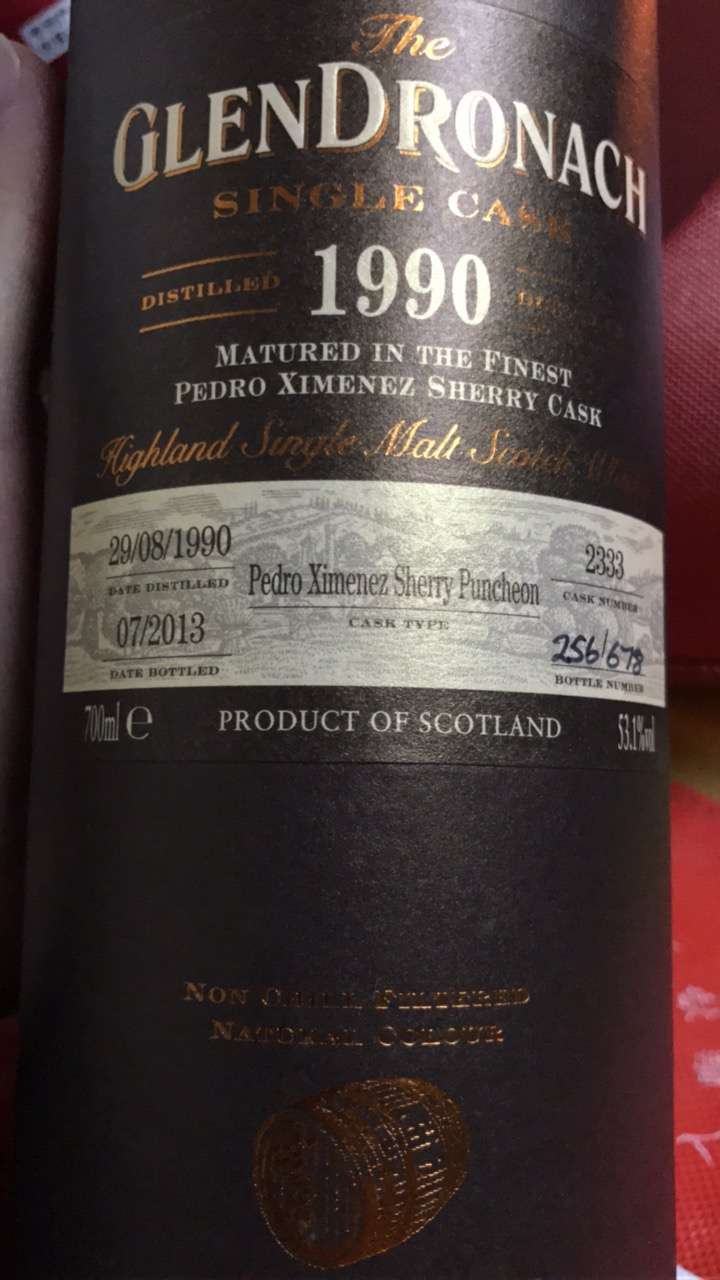 The
GLENDRONACH
SINGLE CASK
DISTILLED 1990
MATURED IN THE FINEST
PEDRO XIMENEZ SHERRY CASK
Highland Single Malt Scotch
29/08/1990
DATE DISTILLED
07/2013
DATE BOTTLED
Pedro Ximenez Sherry Puncheon
CASK TYPE
2333
CASK NUMBER
256/678
BOTTLE NUMBER
700ml e PRODUCT OF SCOTLAND 53.1%vol
NON CHILL FILTERED
NATURAL COLOUR